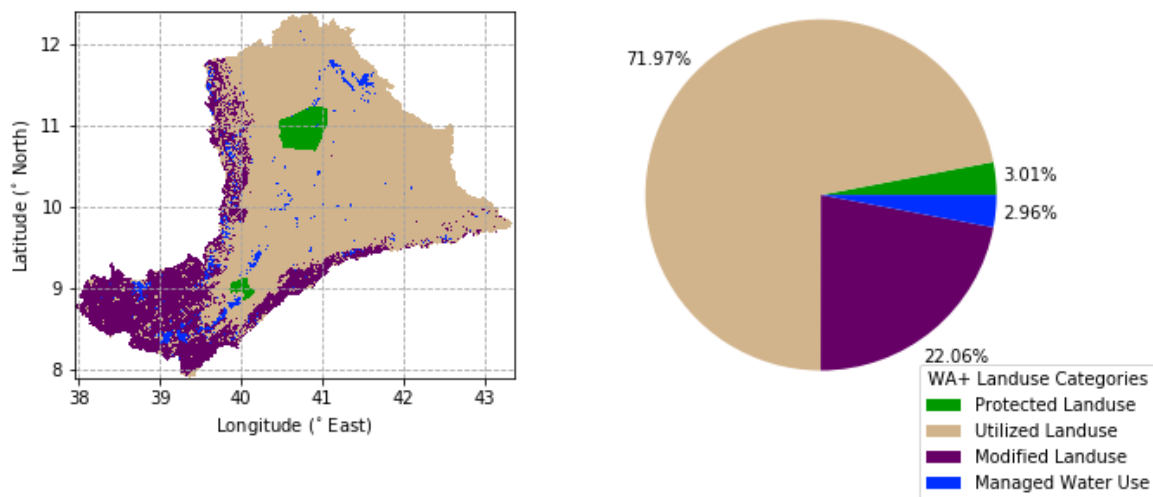 12
11
10
9
8
Latitude (° North)
38
39
40
41
42
43
Longitude (° East)
71.97%
3.01%
2.96%
22.06%
WA+ Landuse Categories
Protected Landuse
Utilized Landuse
Modified Landuse
Managed Water Use